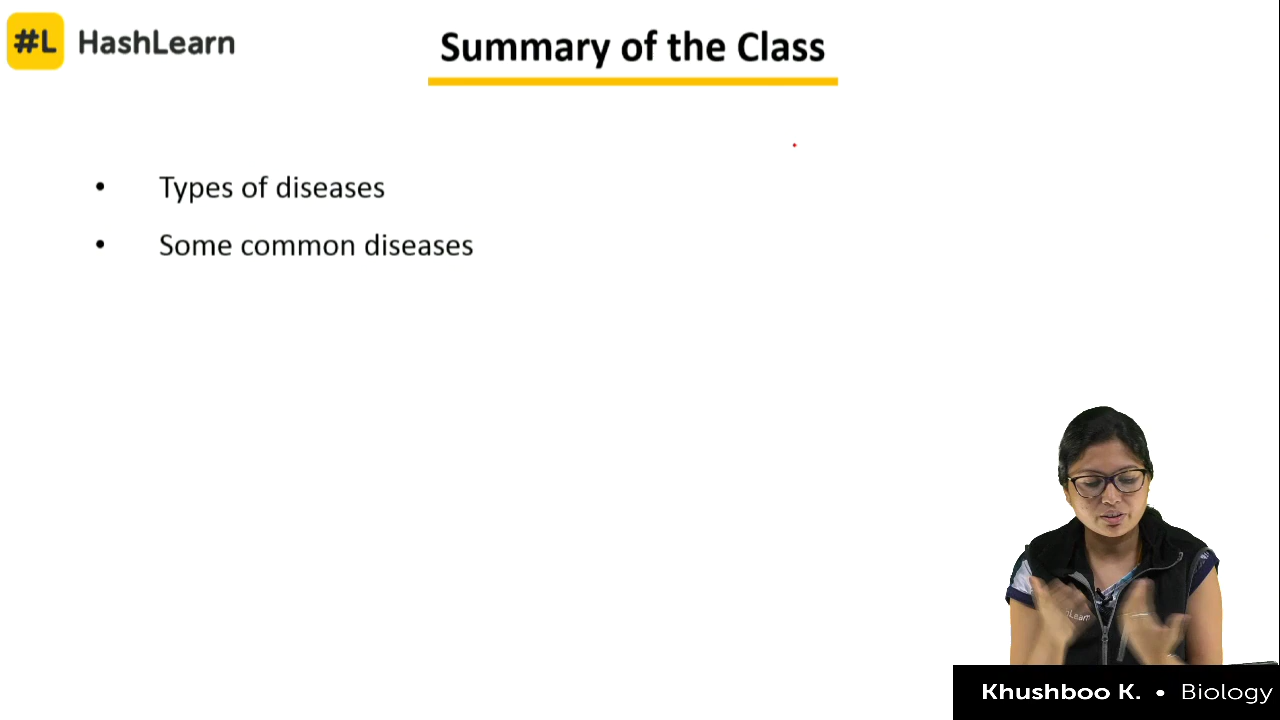 #L HashLearn
Summary of the Class
• Types of diseases
• Some common diseases
Khushboo K. • Biology